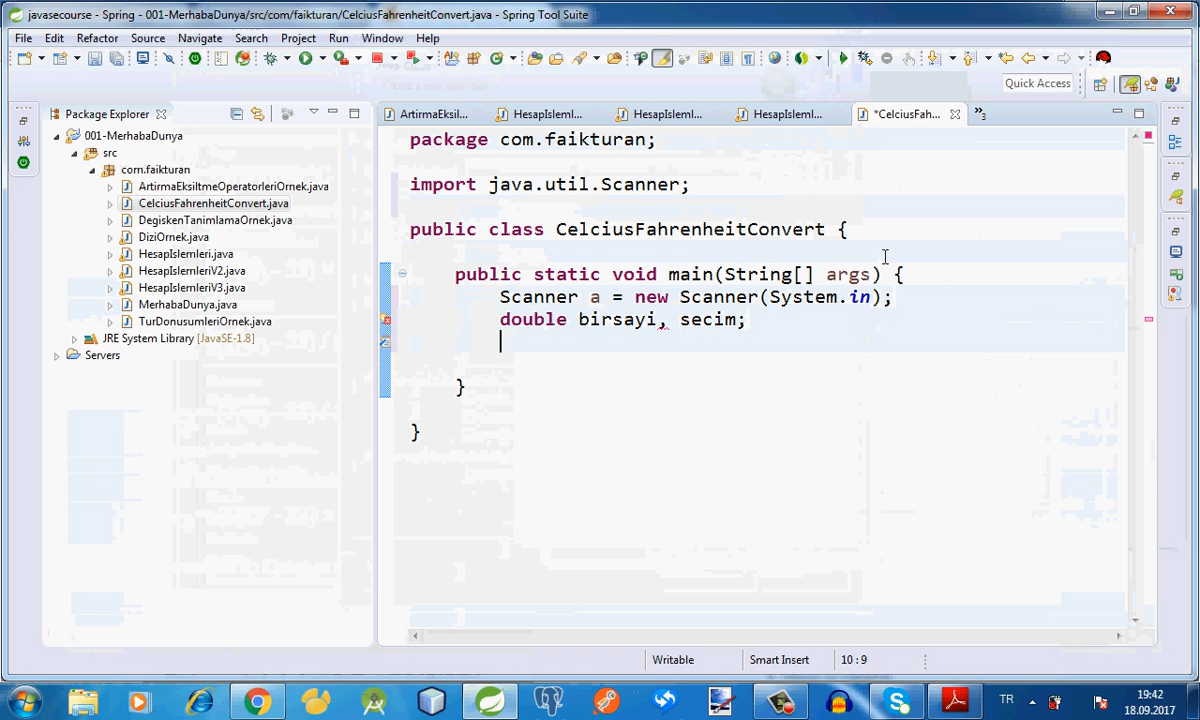 javasecourse - Spring - 001-MerhabaDunya/src/com/faikturan/CelciusFahrenheitConvert.java - Spring Tool Suite
File Edit Refactor Source Navigate Search Project Run Window Help
Quick Access
Package Explorer
ArtirmaEksil...
HesapIsleml...
HesapIsleml...
HesapIsleml...
*CelciusFah...
»3
001-MerhabaDunya
src
com.faikturan
ArtirmaEksiltmeOperatorleriOrnek.java
CelciusFahrenheitConvert.java
DegiskenTanimlamaOrnek.java
DiziOrnek.java
HesapIslemleri.java
HesapIslemleriV2.java
HesapIslemleriV3.java
MerhabaDunya.java
TurDonusumleriOrnek.java
JRE System Library [JavaSE-1.8]
Servers
package com.faikturan;
import java.util.Scanner;
public class CelciusFahrenheitConvert {
public static void main(String[] args) {
Scanner a = new Scanner(System.in);
double birsayi, secim;
}
}
Writable Smart Insert 10 : 9
TR
19:42
18.09.2017